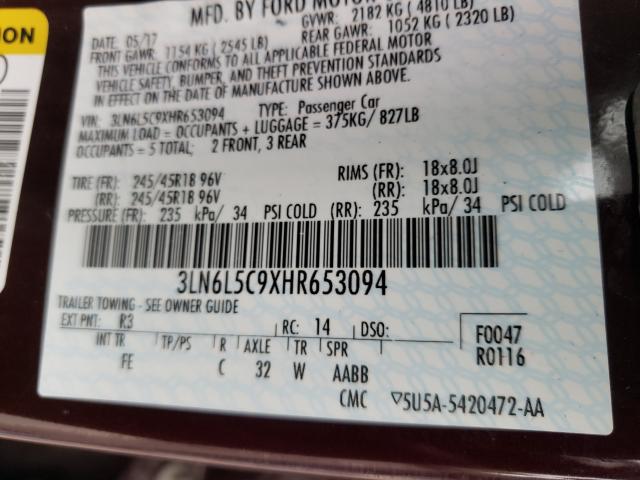 ION
MFD. BY FORD MOTOR
DATE: 05/17 GVWR: 2182 KG ( 4810 LB)
FRONT GAWR: 1154 KG ( 2545 LB) REAR GAWR: 1052 KG ( 2320 LB)
THIS VEHICLE CONFORMS TO ALL APPLICABLE FEDERAL MOTOR
VEHICLE SAFETY, BUMPER, AND THEFT PREVENTION STANDARDS
IN EFFECT ON THE DATE OF MANUFACTURE SHOWN ABOVE.
VIN: 3LN6L5C9XHR653094 TYPE: Passenger Car
MAXIMUM LOAD = OCCUPANTS + LUGGAGE = 375KG/ 827LB
OCCUPANTS = 5 TOTAL; 2 FRONT, 3 REAR
TIRE (FR): 245/45R18 96V RIMS (FR): 18x8.0J
(RR): 245/45R18 96V (RR): 18x8.0J
PRESSURE (FR): 235 kPa/ 34 PSI COLD (RR): 235 kPa/ 34 PSI COLD
3LN6L5C9XHR653094
TRAILER TOWING - SEE OWNER GUIDE
EXT PNT: R3 RC: 14 DSO: F0047
INT TR TP/PS R AXLE TR SPR R0116
FE C 32 W AABB
CMC 5U5A-5420472-AA